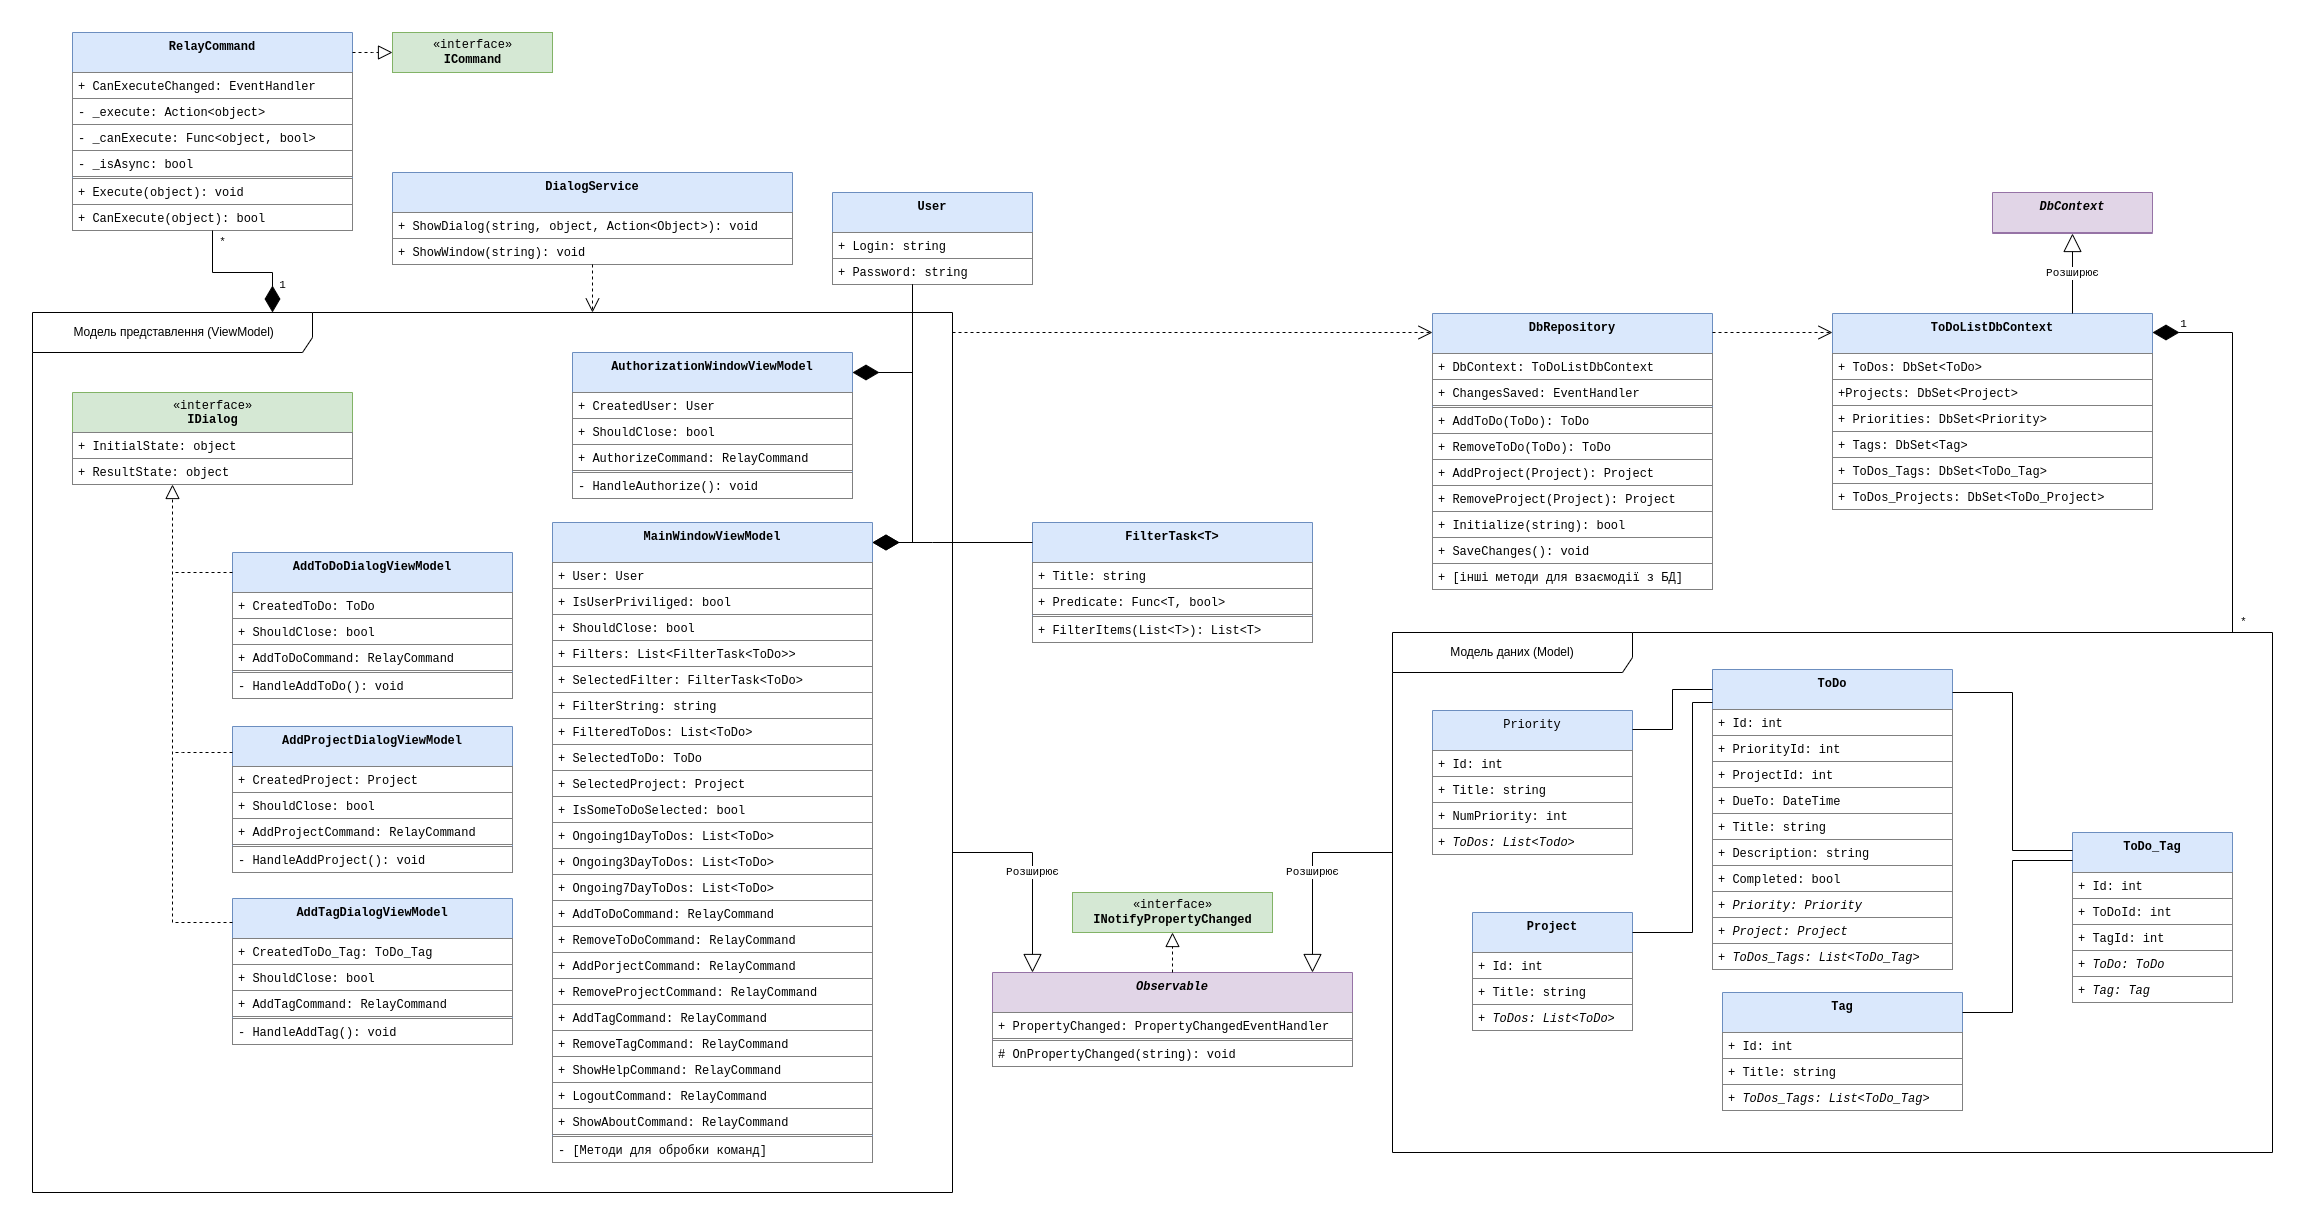 RelayCommand
+ CanExecuteChanged: EventHandler
- _execute: Action<object>
- _canExecute: Func<object, bool>
- _isAsync: bool
+ Execute(object): void
+ CanExecute(object): bool
«interface»
ICommand
*
1
DialogService
+ ShowDialog(string, object, Action<Object>): void
+ ShowWindow(string): void
User
+ Login: string
+ Password: string
DbContext
Розширює
Модель представлення (ViewModel)
«interface»
IDialog
+ InitialState: object
+ ResultState: object
AddToDoDialogViewModel
+ CreatedToDo: ToDo
+ ShouldClose: bool
+ AddToDoCommand: RelayCommand
- HandleAddToDo(): void
AddProjectDialogViewModel
+ CreatedProject: Project
+ ShouldClose: bool
+ AddProjectCommand: RelayCommand
- HandleAddProject(): void
AddTagDialogViewModel
+ CreatedToDo_Tag: ToDo_Tag
+ ShouldClose: bool
+ AddTagCommand: RelayCommand
- HandleAddTag(): void
AuthorizationWindowViewModel
+ CreatedUser: User
+ ShouldClose: bool
+ AuthorizeCommand: RelayCommand
- HandleAuthorize(): void
MainWindowViewModel
+ User: User
+ IsUserPriviliged: bool
+ ShouldClose: bool
+ Filters: List<FilterTask<ToDo>>
+ SelectedFilter: FilterTask<ToDo>
+ FilterString: string
+ FilteredToDos: List<ToDo>
+ SelectedToDo: ToDo
+ SelectedProject: Project
+ IsSomeToDoSelected: bool
+ Ongoing1DayToDos: List<ToDo>
+ Ongoing3DayToDos: List<ToDo>
+ Ongoing7DayToDos: List<ToDo>
+ AddToDoCommand: RelayCommand
+ RemoveToDoCommand: RelayCommand
+ AddPorjectCommand: RelayCommand
+ RemoveProjectCommand: RelayCommand
+ AddTagCommand: RelayCommand
+ RemoveTagCommand: RelayCommand
+ ShowHelpCommand: RelayCommand
+ LogoutCommand: RelayCommand
+ ShowAboutCommand: RelayCommand
- [Методи для обробки команд]
FilterTask<T>
+ Title: string
+ Predicate: Func<T, bool>
+ FilterItems(List<T>): List<T>
Розширює
Розширює
«interface»
INotifyPropertyChanged
Observable
+ PropertyChanged: PropertyChangedEventHandler
# OnPropertyChanged(string): void
DbRepository
+ DbContext: ToDoListDbContext
+ ChangesSaved: EventHandler
+ AddToDo(ToDo): ToDo
+ RemoveToDo(ToDo): ToDo
+ AddProject(Project): Project
+ RemoveProject(Project): Project
+ Initialize(string): bool
+ SaveChanges(): void
+ [інші методи для взаємодії з БД]
ToDoListDbContext
+ ToDos: DbSet<ToDo>
+Projects: DbSet<Project>
+ Priorities: DbSet<Priority>
+ Tags: DbSet<Tag>
+ ToDos_Tags: DbSet<ToDo_Tag>
+ ToDos_Projects: DbSet<ToDo_Project>
1
*
Модель даних (Model)
Priority
+ Id: int
+ Title: string
+ NumPriority: int
+ ToDos: List<Todo>
Project
+ Id: int
+ Title: string
+ ToDos: List<ToDo>
ToDo
+ Id: int
+ PriorityId: int
+ ProjectId: int
+ DueTo: DateTime
+ Title: string
+ Description: string
+ Completed: bool
+ Priority: Priority
+ Project: Project
+ ToDos_Tags: List<ToDo_Tag>
Tag
+ Id: int
+ Title: string
+ ToDos_Tags: List<ToDo_Tag>
ToDo_Tag
+ Id: int
+ ToDoId: int
+ TagId: int
+ ToDo: ToDo
+ Tag: Tag